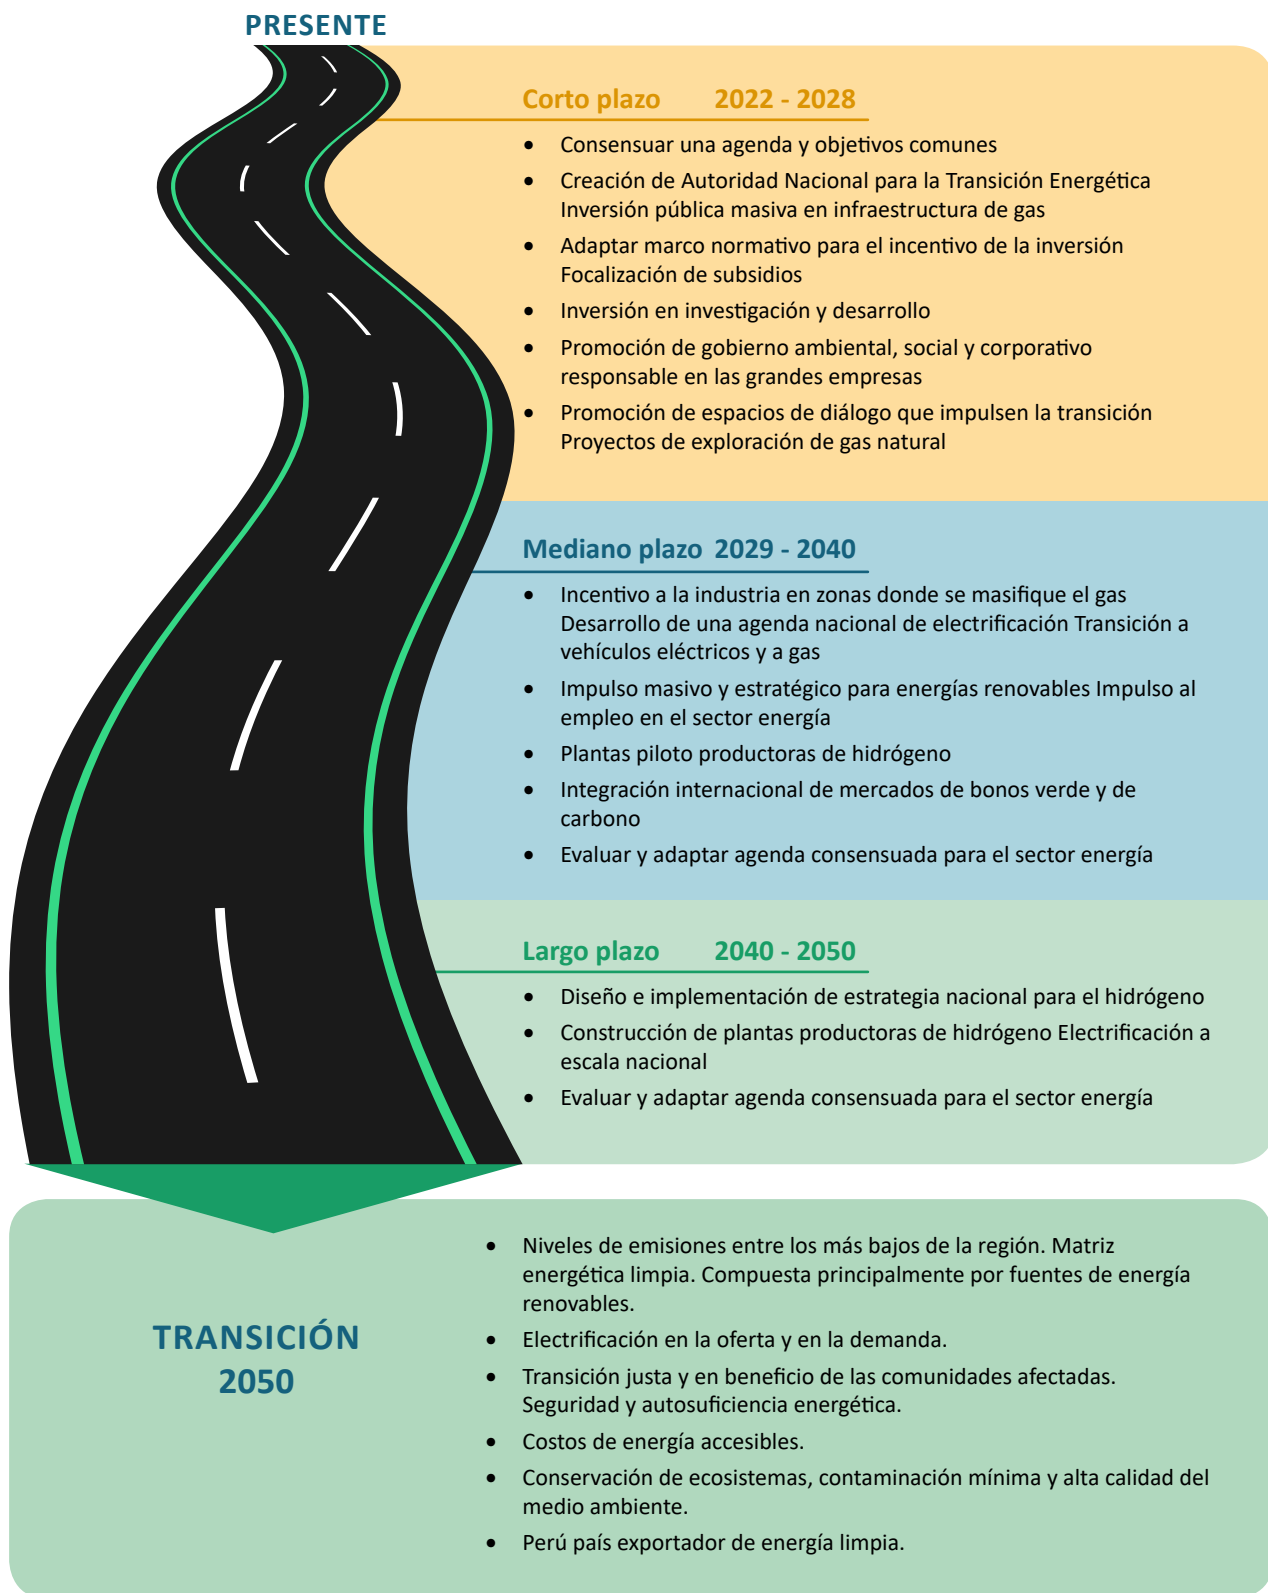 PRESENTE
Corto plazo 2022 - 2028
• Consensuar una agenda y objetivos comunes
• Creación de Autoridad Nacional para la Transición Energética
Inversión pública masiva en infraestructura de gas
• Adaptar marco normativo para el incentivo de la inversión
Focalización de subsidios
• Inversión en investigación y desarrollo
• Promoción de gobierno ambiental, social y corporativo
responsable en las grandes empresas
• Promoción de espacios de diálogo que impulsen la transición
Proyectos de exploración de gas natural
Mediano plazo 2029 - 2040
• Incentivo a la industria en zonas donde se masifique el gas
Desarrollo de una agenda nacional de electrificación Transición a
vehículos eléctricos y a gas
• Impulso masivo y estratégico para energías renovables Impulso al
empleo en el sector energía
• Plantas piloto productoras de hidrógeno
• Integración internacional de mercados de bonos verde y de
carbono
• Evaluar y adaptar agenda consensuada para el sector energía
Largo plazo 2040 - 2050
• Diseño e implementación de estrategia nacional para el hidrógeno
• Construcción de plantas productoras de hidrógeno Electrificación a
escala nacional
• Evaluar y adaptar agenda consensuada para el sector energía
TRANSICIÓN
2050
• Niveles de emisiones entre los más bajos de la región. Matriz
energética limpia. Compuesta principalmente por fuentes de energía
renovables.
• Electrificación en la oferta y en la demanda.
• Transición justa y en beneficio de las comunidades afectadas.
Seguridad y autosuficiencia energética.
• Costos de energía accesibles.
• Conservación de ecosistemas, contaminación mínima y alta calidad del
medio ambiente.
• Perú país exportador de energía limpia.